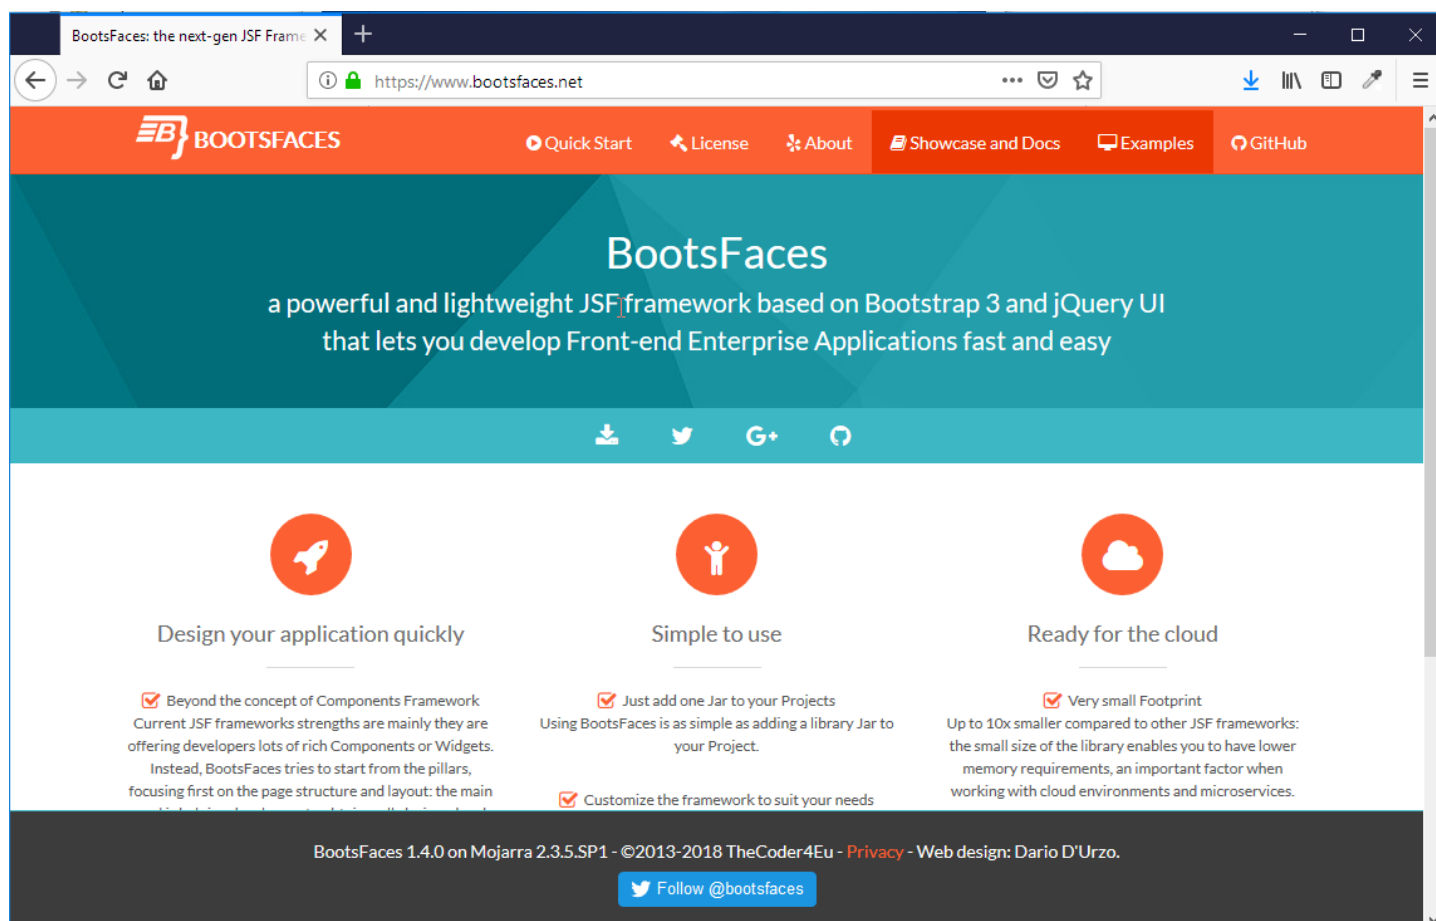 BootsFaces: the next-gen JSF Frame
https://www.bootsfaces.net
BOOTSFACES
Quick Start
License
About
Showcase and Docs
Examples
GitHub
BootsFaces
a powerful and lightweight JSF framework based on Bootstrap 3 and jQuery UI
that lets you develop Front-end Enterprise Applications fast and easy
G+
Design your application quickly
Beyond the concept of Components Framework
Current JSF frameworks strengths are mainly they are
offering developers lots of rich Components or Widgets.
Instead, BootsFaces tries to start from the pillars,
focusing first on the page structure and layout: the main
Simple to use
Just add one Jar to your Projects
Using BootsFaces is as simple as adding a library Jar to
your Project.
Customize the framework to suit your needs
Ready for the cloud
Very small Footprint
Up to 10x smaller compared to other JSF frameworks:
the small size of the library enables you to have lower
memory requirements, an important factor when
working with cloud environments and microservices.
BootsFaces 1.4.0 on Mojarra 2.3.5.SP1 - ©2013-2018 TheCoder4Eu - Privacy - Web design: Dario D'Urzo.
Follow @bootsfaces